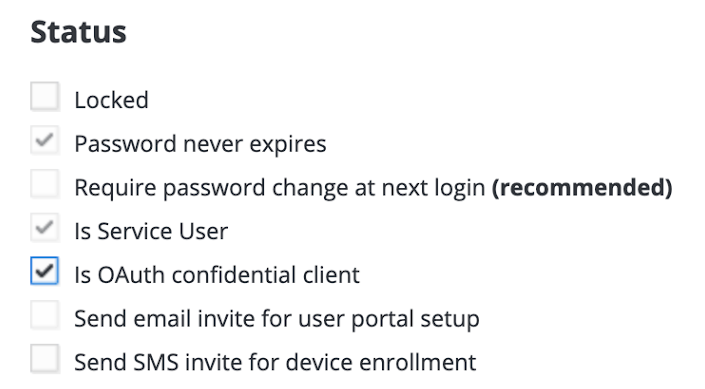 Status
Locked
Password never expires
Require password change at next login (recommended)
Is Service User
Is OAuth confidential client
Send email invite for user portal setup
Send SMS invite for device enrollment